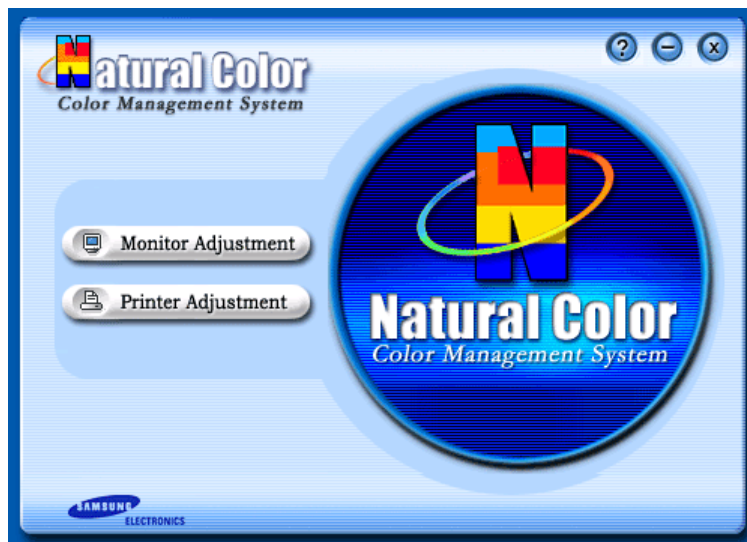 Natural Color
Color Management System
? − x
Monitor Adjustment
Printer Adjustment
N
Natural Color
Color Management System
SAMSUNG
ELECTRONICS